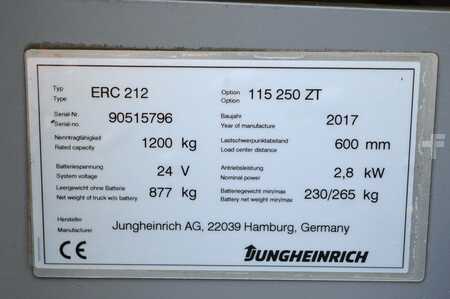 Typ
Type
ERC 212
Option
Option
115 250 ZT
Serial-Nr.
Serial-no.
90515796
Baujahr
Year of manufacture
2017
Nenntragfähigkeit
Rated capacity
1200 kg
Lastschwerpunktabstand
Load center distance
600 mm
Batteriespannung
System voltage
24 V
Antriebsleistung
Nominal power
2,8 kW
Leergewicht ohne Batterie
Net weight of truck w/o battery
877 kg
Batteriegewicht min/max
Battery net weight min/max
230/265 kg
Hersteller
Manufacturer
Jungheinrich AG, 22039 Hamburg, Germany
CE
JUNGHEINRICH